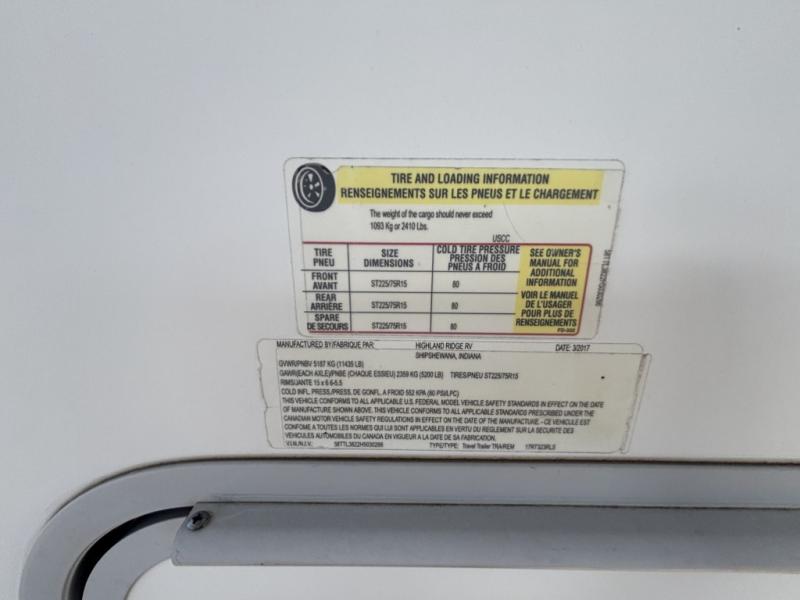 TIRE AND LOADING INFORMATION
RENSEIGNEMENTS SUR LES PNEUS ET LE CHARGEMENT
The weight of the cargo should never exceed
1093 Kg or 2410 Lbs.
USCC
TIRE PNEU SIZE DIMENSIONS COLD TIRE PRESSURE PRESSION DES PNEUS A FROID
FRONT AVANT ST225/75R15 80
REAR ARRIÈRE ST225/75R15 80
SPARE DE SECOURS ST225/75R15 80
SEE OWNER'S
MANUAL FOR
ADDITIONAL
INFORMATION
VOIR LE MANUEL
DE L'USAGER
POUR PLUS DE
RENSEIGNEMENTS
MANUFACTURED BY/FABRIQUE PAR: HIGHLAND RIDGE RV DATE: 3/2017
SHIPSHEWANA, INDIANA
GVWR/PNBV 5187 KG (11435 LB)
GAWR(EACH AXLE)/PNBE (CHAQUE ESSIEU) 2359 KG (5200 LB) TIRES/PNEU ST225/75R15
RIMS/JANTE 15 x 6 6-5.5
COLD INFL. PRESS./PRESS. DE GONFL. A FROID 552 KPA (80 PSI/LPC)
THIS VEHICLE CONFORMS TO ALL APPLICABLE U.S. FEDERAL MODEL VEHICLE SAFETY STANDARDS IN EFFECT ON THE DATE
OF MANUFACTURE SHOWN ABOVE. THIS VEHICLE CONFORMS TO ALL APPLICABLE STANDARDS PRESCRIBED UNDER THE
CANADIAN MOTOR VEHICLE SAFETY REGULATIONS IN EFFECT ON THE DATE OF THE MANUFACTURE. - CE VEHICULE EST
CONFOME A TOUTES LES NORMES QUI LUI SONT APPLICABLES EN VERTU DU REGLEMENT SUR LA SECURITE DES
VEHICULES AUTOMOBILES DU CANADA EN VIGUEUR A LA DATE DE SA FABRICATION.
V.I.N./N.I.V.: TYPE/TYPE: Travel Trailer TRA/REM 17RT323RLS